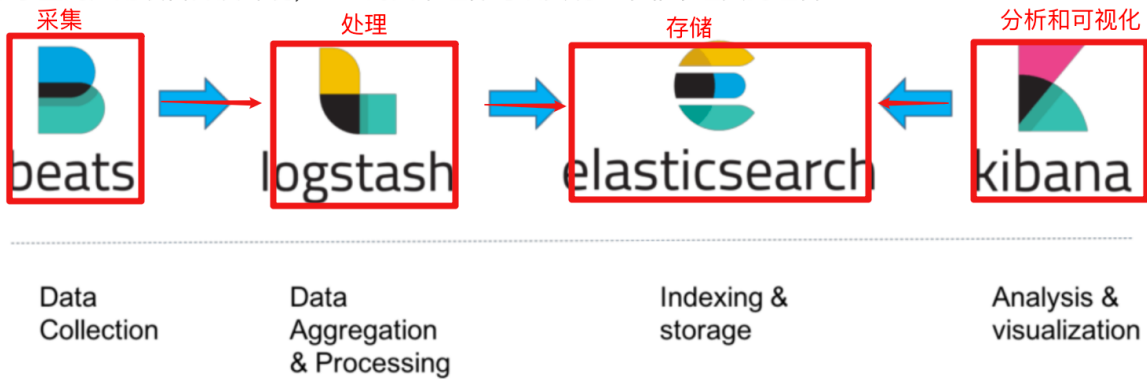 采集
处理
存储
分析和可视化
beats
logstash
elasticsearch
kibana
Data
Collection
Data
Aggregation
& Processing
Indexing &
storage
Analysis &
visualization